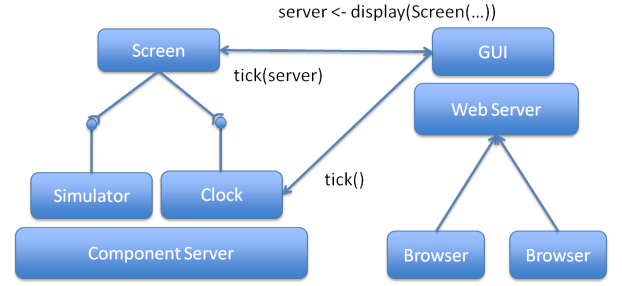 server <- display(Screen(…))
Screen
GUI
tick(server)
Web Server
Simulator
Clock
tick()
Component Server
Browser
Browser